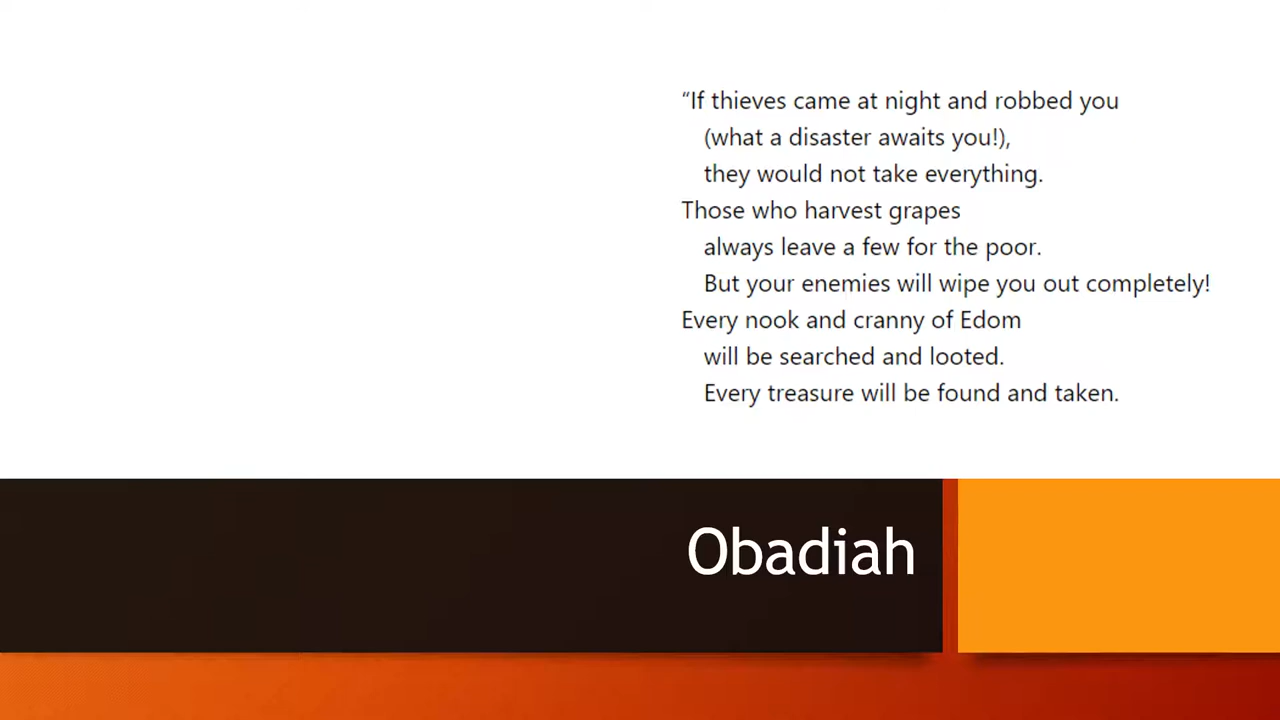 “If thieves came at night and robbed you
(what a disaster awaits you!),
they would not take everything.
Those who harvest grapes
always leave a few for the poor.
But your enemies will wipe you out completely!
Every nook and cranny of Edom
will be searched and looted.
Every treasure will be found and taken.
Obadiah